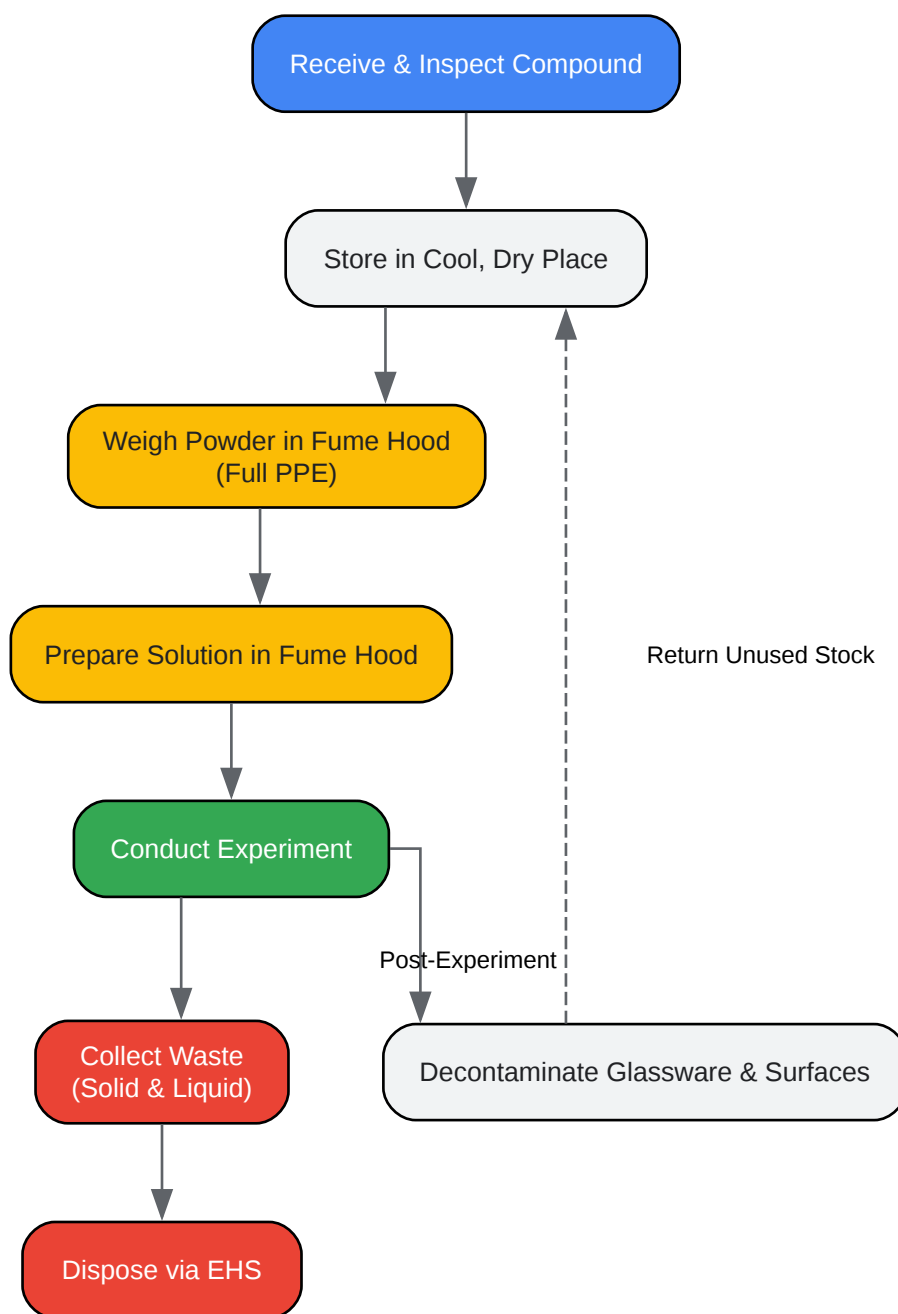 Receive & Inspect Compound
Store in Cool, Dry Place
Weigh Powder in Fume Hood
(Full PPE)
Prepare Solution in Fume Hood
Return Unused Stock
Conduct Experiment
Post-Experiment
Collect Waste
(Solid & Liquid)
Decontaminate Glassware & Surfaces
Dispose via EHS